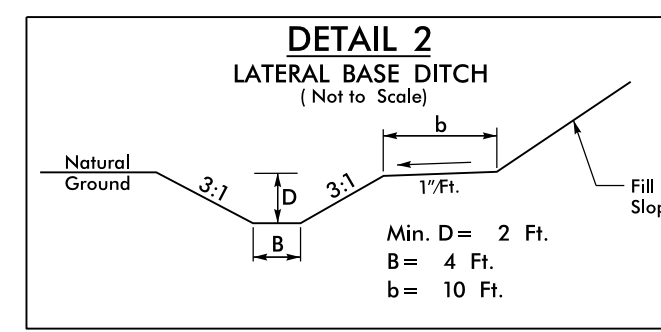 DETAIL 2
LATERAL BASE DITCH
( Not to Scale)
b
Natural
Ground
3:1
D
3:1
1"/Ft.
Fill
Slop
B
Min. D = 2 Ft.
B = 4 Ft.
b = 10 Ft.